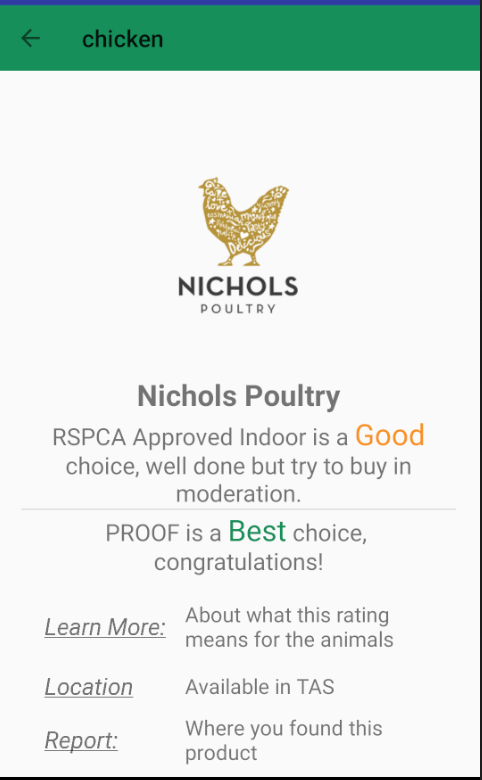 chicken
NICHOLS
POULTRY
Nichols Poultry
RSPCA Approved Indoor is a Good
choice, well done but try to buy in
moderation.
PROOF is a Best choice,
congratulations!
Learn More: About what this rating
means for the animals
Location Available in TAS
Report: Where you found this
product